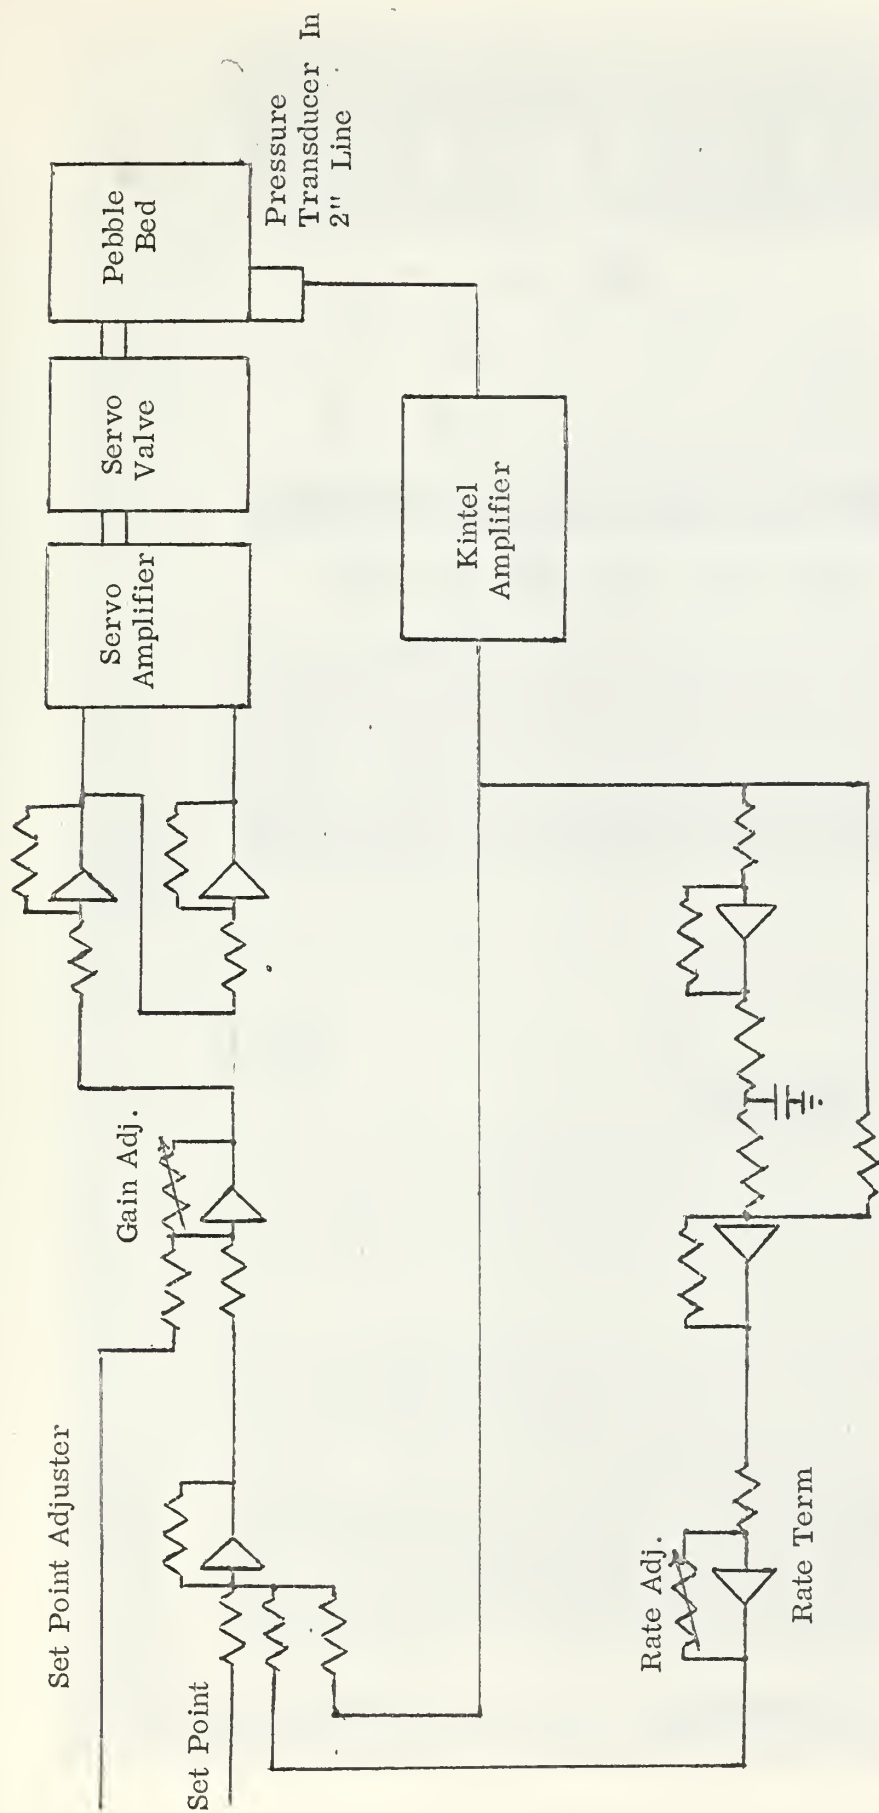 Set Point Adjuster
Set Point
Gain Adj.
Servo
Amplifier
Servo
Valve
Pebble
Bed
Pressure
Transducer In
2" Line
Kintel
Amplifier
Rate Adj.
Rate Term